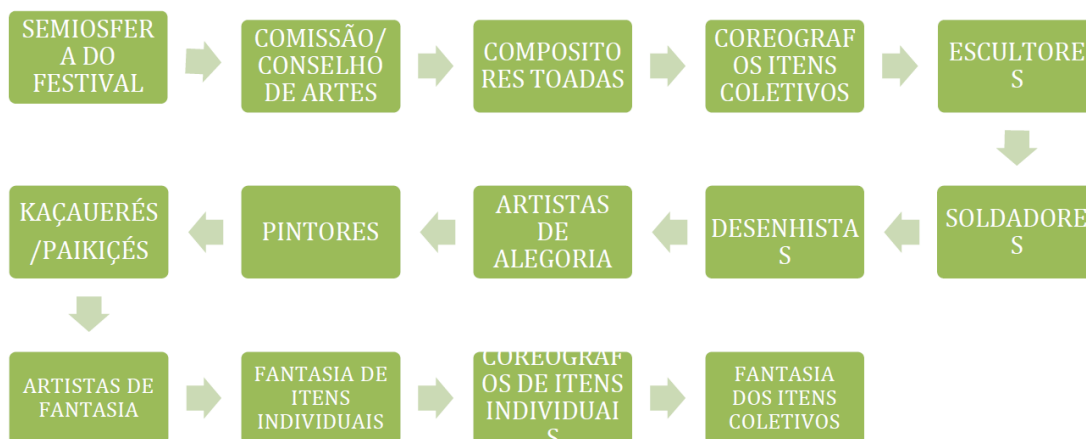 SEMIOSFER
A DO
FESTIVAL
COMISSÃO/
CONSELHO
DE ARTES
COMPOSITO
RES TOADAS
COREOGRAF
OS ITENS
COLETIVOS
ESCULTORE
S
SOLDADORE
S
DESENHISTA
S
ARTISTAS
DE
ALEGORIA
PINTORES
KAÇAUERÉS
/PAIKIÇÉS
ARTISTAS DE
FANTASIA
FANTASIA DE
ITENS
INDIVIDUAIS
COREOGRAF
OS DE ITENS
INDIVIDUAI
S
FANTASIA
DOS ITENS
COLETIVOS